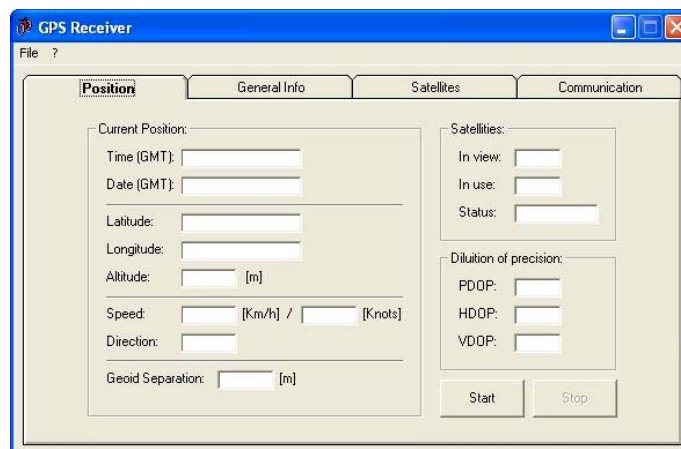 GPS Receiver
File ?
Position General Info Satellites Communication
Current Position:
Time (GMT):
Date (GMT):
Latitude:
Longitude:
Altitude: [m]
Speed: [Km/h] / [Knots]
Direction:
Geoid Separation: [m]
Satellities:
In view:
In use:
Status:
Dilution of precision:
PDOP:
HDOP:
VDOP:
Start Stop